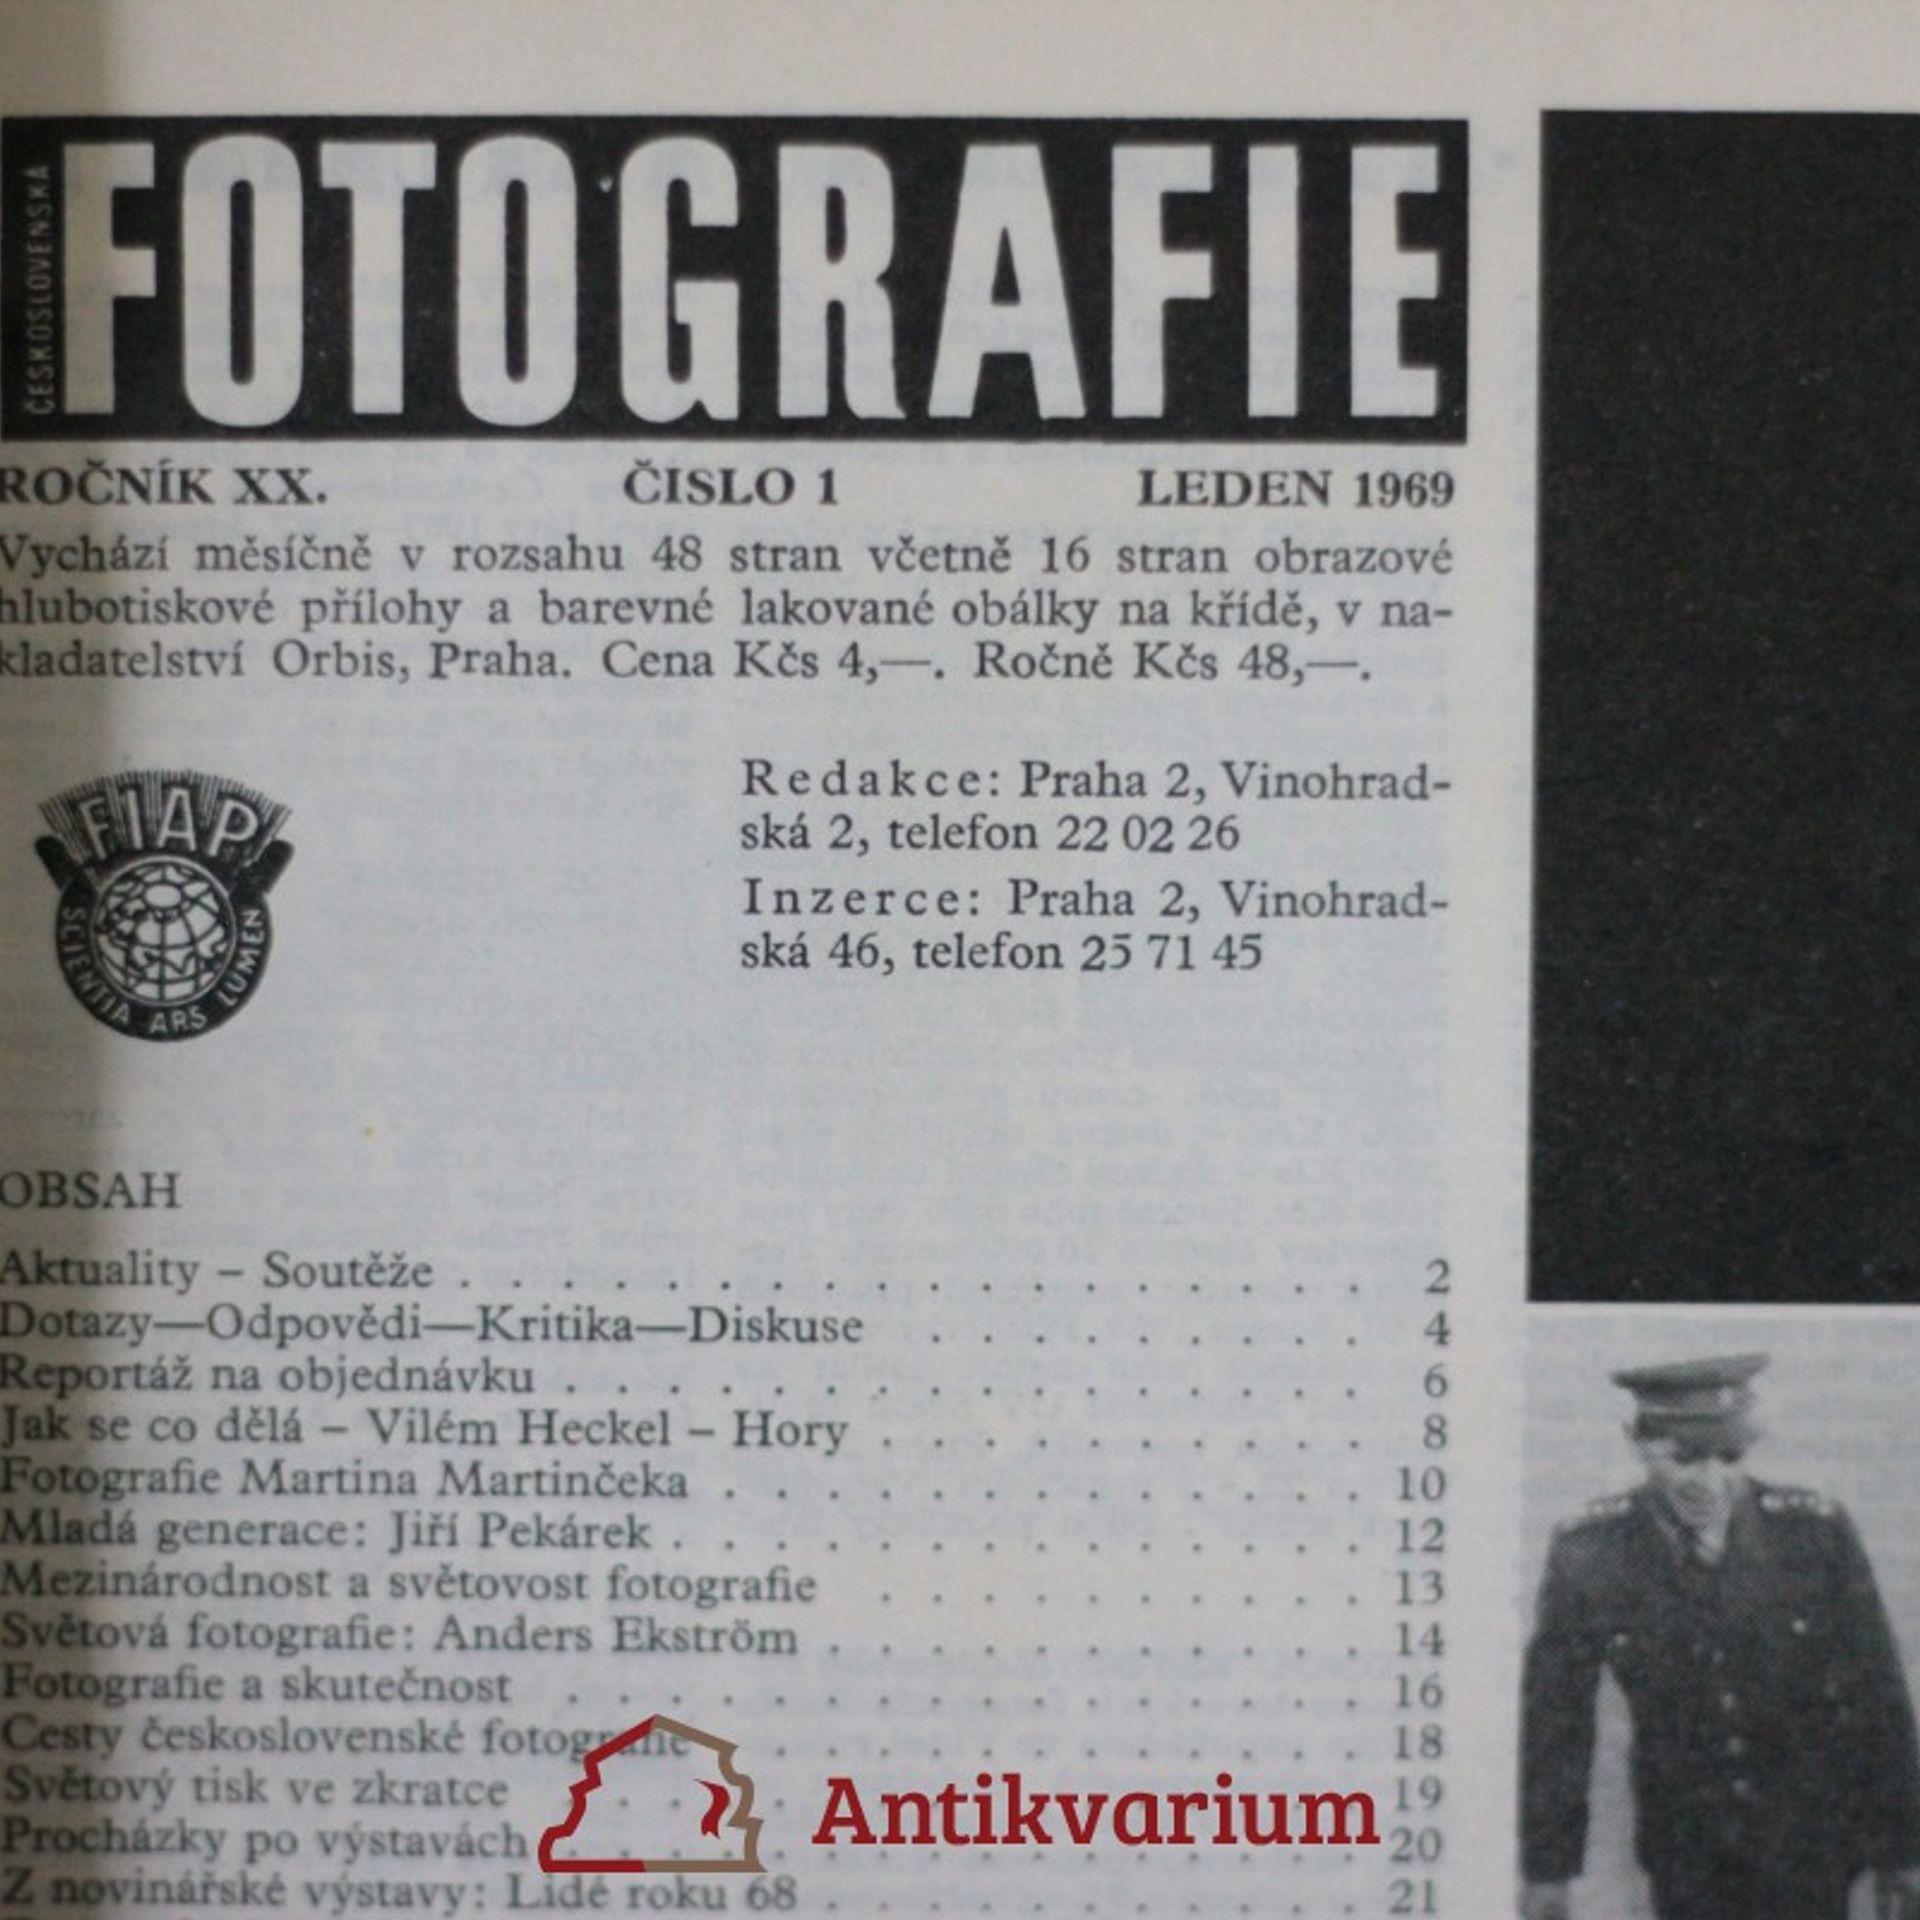 ČESKOSLOVENSKÁ
FOTOGRAFIE
ROČNÍK XX. ČISLO 1 LEDEN 1969
Vychází měsíčně v rozsahu 48 stran včetně 16 stran obrazové
hlubotiskové přílohy a barevné lakované obálky na křídě, v na-
kladatelství Orbis, Praha. Cena Kčs 4,—. Ročně Kčs 48,—.
FIAP
SCIENTIA ARS LUMEN
Redakce: Praha 2, Vinohrad-
ská 2, telefon 22 02 26
Inzerce: Praha 2, Vinohrad-
ská 46, telefon 25 71 45
OBSAH
Aktuality – Soutěže . . . . . . . . . . . . . . . . . . 2
Dotazy—Odpovědi—Kritika—Diskuse . . . . . . . . . 4
Reportáž na objednávku . . . . . . . . . . . . . . . . 6
Jak se co dělá – Vilém Heckel – Hory . . . . . . . . . . 8
Fotografie Martina Martinčeka . . . . . . . . . . . . . 10
Mladá generace: Jiří Pekárek . . . . . . . . . . . . . . 12
Mezinárodnost a světovost fotografie . . . . . . . . . . 13
Světová fotografie: Anders Ekström . . . . . . . . . . . 14
Fotografie a skutečnost . . . . . . . . . . . . . . . . 16
Cesty československé fotografie . . . . . . . . . . . . 18
Světový tisk ve zkratce . . . . 19
Procházky po výstavách . . . . 20
Z novinářské výstavy: Lidé roku 68 . . . . . . . . . . . 21
Antikvarium